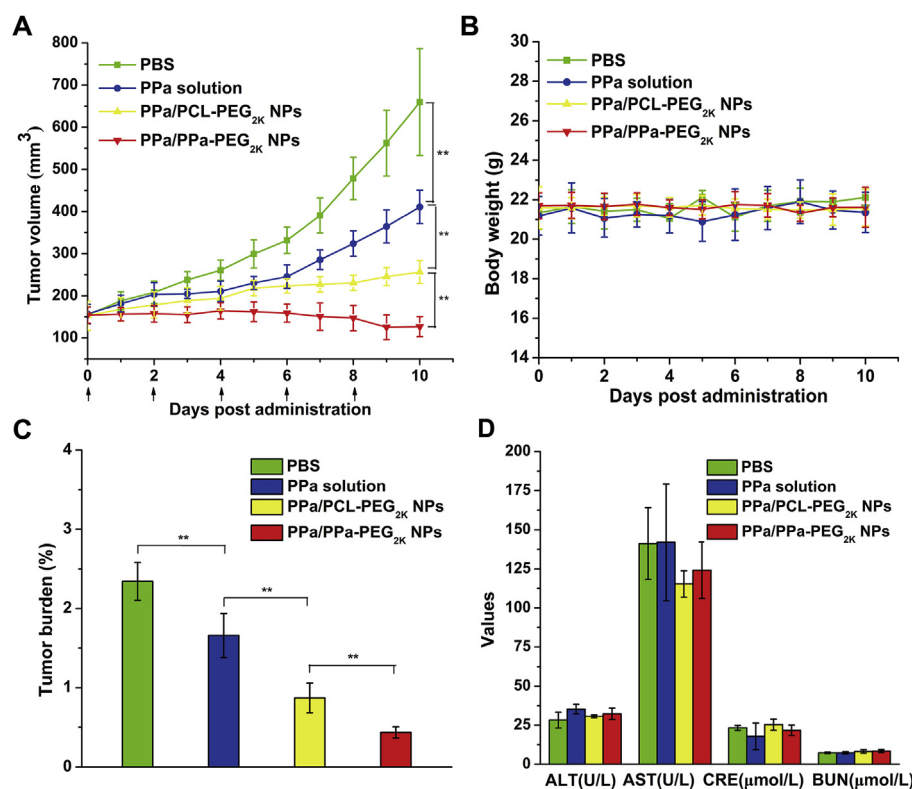 A
PBS
PPa solution
PPa/PCL-PEG2K NPs
PPa/PPa-PEG2K NPs
Tumor volume (mm3)
800
700
600
500
400
300
200
100
**
**
**
0 2 4 6 8 10
Days post administration
B
PBS
PPa solution
PPa/PCL-PEG2K NPs
PPa/PPa-PEG2K NPs
Body weight (g)
30
28
26
24
22
20
18
16
14
0 2 4 6 8 10
Days post administration
C
PBS
PPa solution
PPa/PCL-PEG2K NPs
PPa/PPa-PEG2K NPs
Tumor burden (%)
4
3
2
1
0
**
**
**
D
PBS
PPa solution
PPa/PCL-PEG2K NPs
PPa/PPa-PEG2K NPs
Values
200
175
150
125
100
75
50
25
0
ALT(U/L) AST(U/L) CRE(μmol/L) BUN(μmol/L)